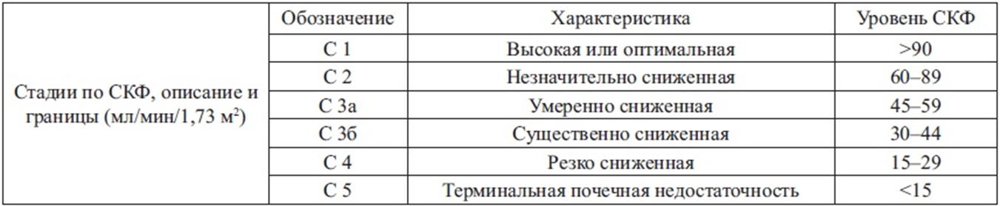 Обозначение Характеристика Уровень СКФ
С 1 Высокая или оптимальная >90
С 2 Незначительно сниженная 60–89
Стадии по СКФ, описание и
границы (мл/мин/1,73 м²)
С 3а Умеренно сниженная 45–59
С 3б Существенно сниженная 30–44
С 4 Резко сниженная 15–29
С 5 Терминальная почечная недостаточность <15